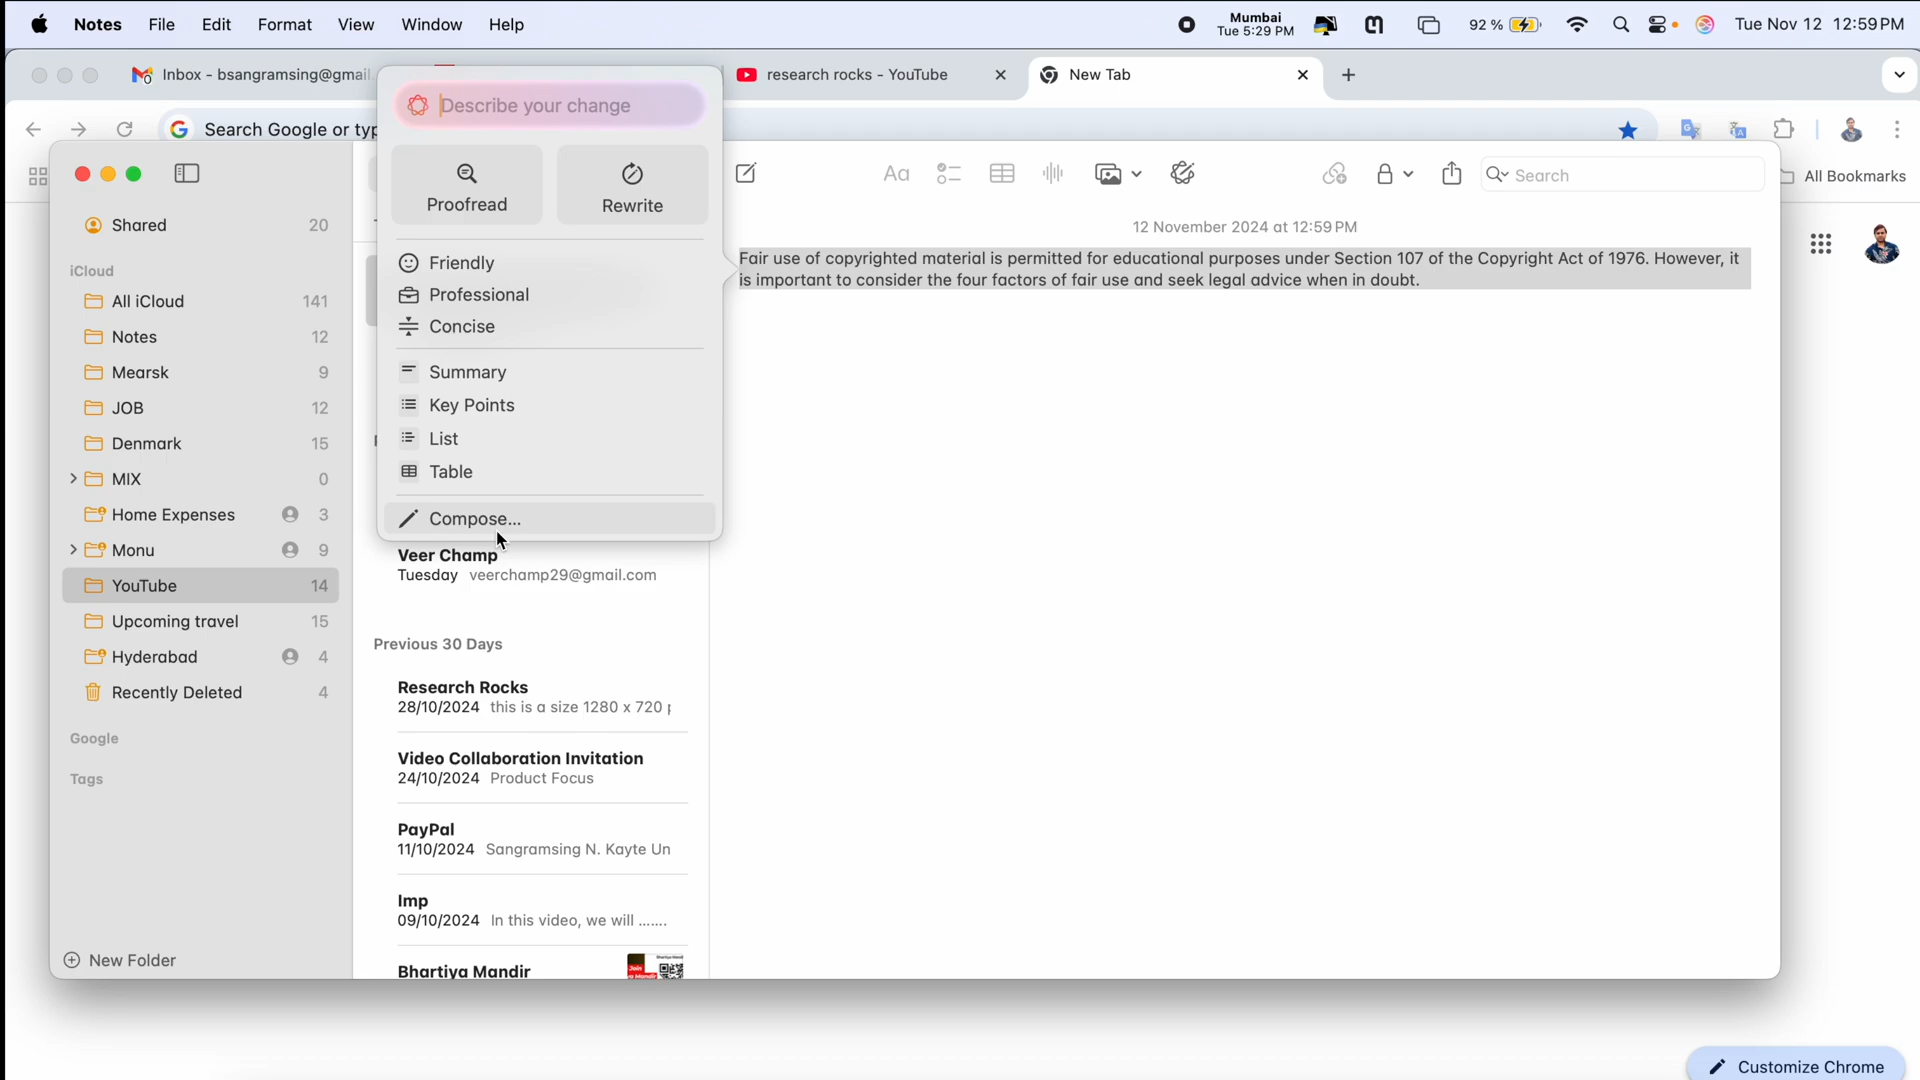 Notes File Edit Format View Window Help
Mumbai
Tue 5:29 PM
92 %
Tue Nov 12 12:59 PM
Inbox - bsangramsing@gmail.
research rocks - YouTube
New Tab
Search Google or typ
All Bookmarks
Describe your change
Proofread
Rewrite
Friendly
Professional
Concise
Summary
Key Points
List
Table
Compose...
Shared 20
iCloud
All iCloud 141
Notes 12
Mearsk 9
JOB 12
Denmark 15
MIX 0
Home Expenses 3
Monu 9
YouTube 14
Upcoming travel 15
Hyderabad 4
Recently Deleted 4
Google
Tags
New Folder
Veer Champ
Tuesday veerchamp29@gmail.com
Previous 30 Days
Research Rocks
28/10/2024 this is a size 1280 x 720
Video Collaboration Invitation
24/10/2024 Product Focus
PayPal
11/10/2024 Sangramsing N. Kayte Un
Imp
09/10/2024 In this video, we will .......
Bhartiya Mandir
Aa
Search
12 November 2024 at 12:59 PM
Fair use of copyrighted material is permitted for educational purposes under Section 107 of the Copyright Act of 1976. However, it
is important to consider the four factors of fair use and seek legal advice when in doubt.
Customize Chrome